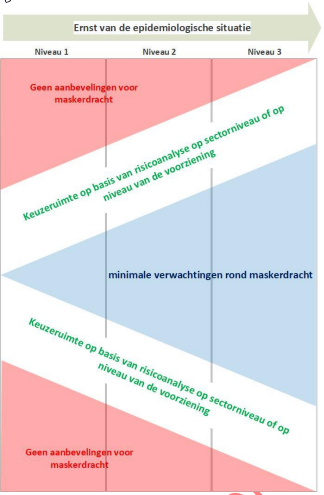 Ernst van de epidemiologische situatie
Niveau 1
Niveau 2
Niveau 3
Geen aanbevelingen voor
maskerdracht
Keuzeruimte op basis van risicoanalyse op sectorniveau of op
niveau van de voorziening
minimale verwachtingen rond maskerdracht
Keuzeruimte op basis van risicoanalyse op sectorniveau of op
niveau van de voorziening
Geen aanbevelingen voor
maskerdracht